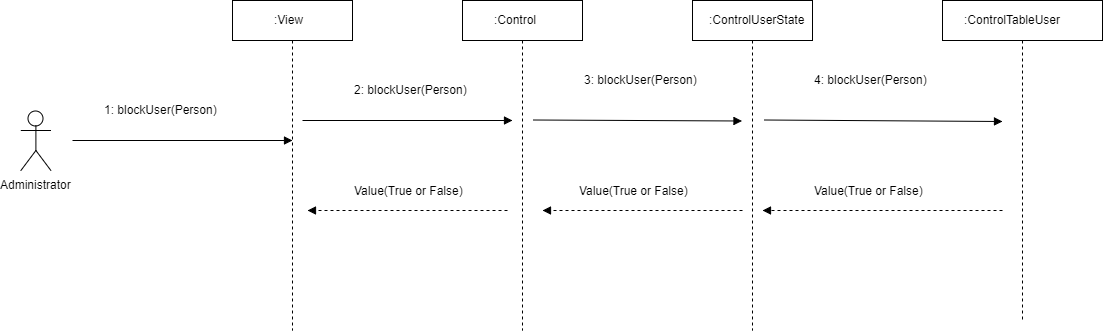 :View
:Control
:ControlUserState
:ControlTableUser
1: blockUser(Person)
2: blockUser(Person)
3: blockUser(Person)
4: blockUser(Person)
Administrator
Value(True or False)
Value(True or False)
Value(True or False)